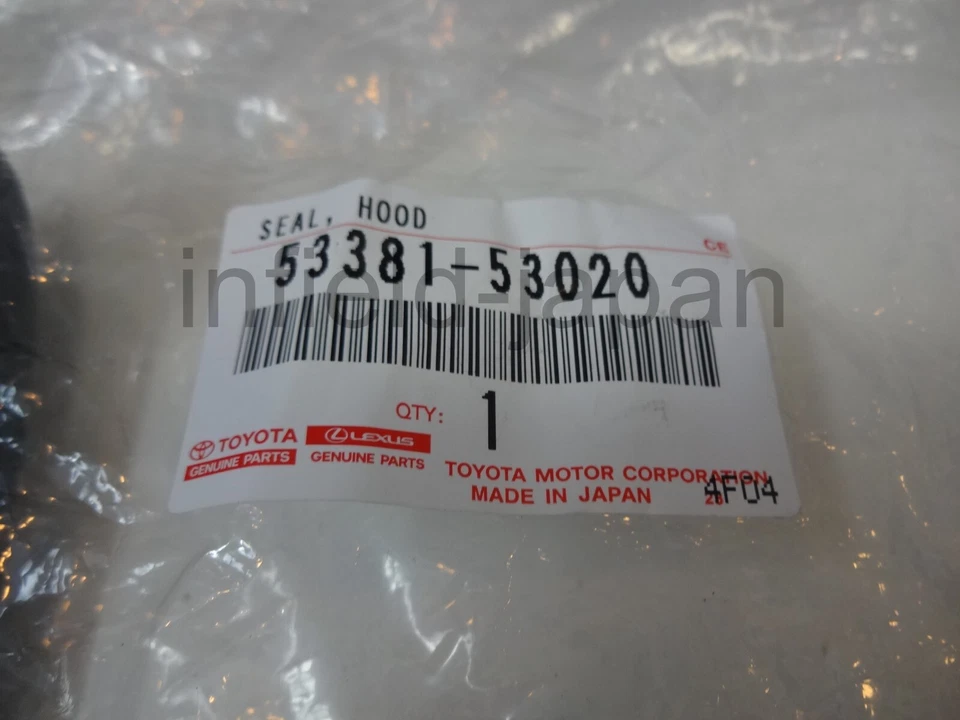 SEAL, HOOD
CE
53381-53020
infield-japan
QTY: 1
TOYOTA
GENUINE PARTS
LEXUS
GENUINE PARTS
TOYOTA MOTOR CORPORATION
MADE IN JAPAN
4FD4